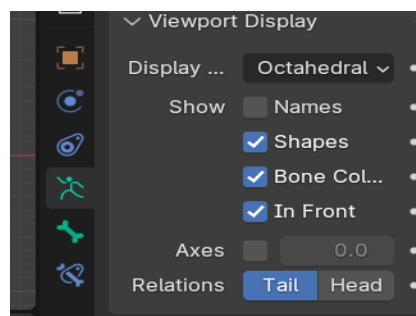 Viewport Display
Display ... Octahedral
Show Names
Shapes
Bone Col...
In Front
Axes 0.0
Relations Tail Head